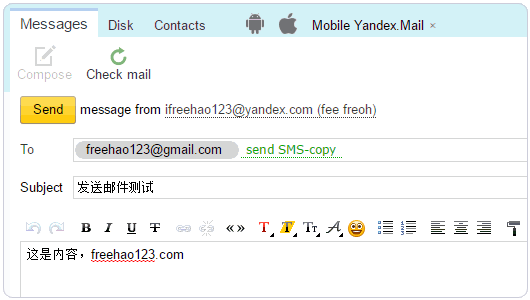 Messages Disk Contacts Mobile Yandex.Mail ×
Compose Check mail
Send message from ifreehao123@yandex.com (fee freoh)
To freehao123@gmail.com send SMS-copy
Subject 发送邮件测试
B I U T «» T T Tт A
这是内容，freehao123.com